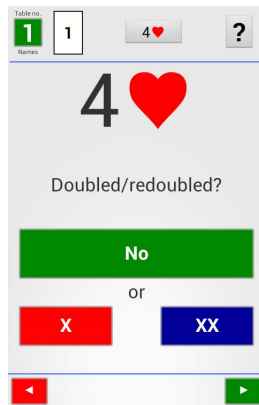 Table no.
1
Names
1
4♥
?
4♥
Doubled/redoubled?
No
or
X
XX